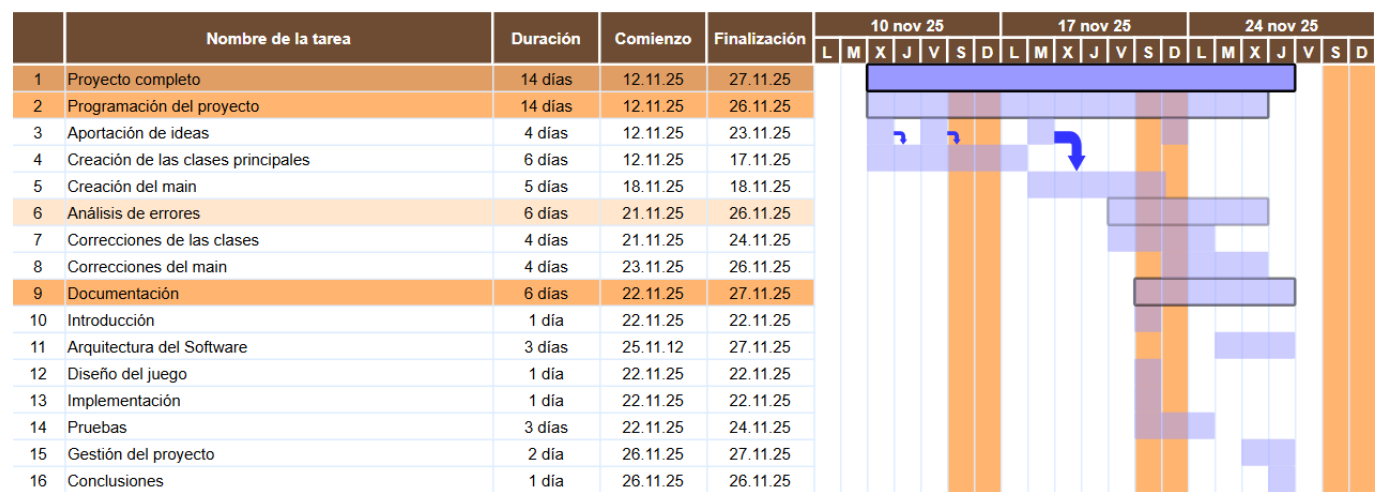 Nombre de la tarea Duración Comienzo Finalización 10 nov 25 17 nov 25 24 nov 25
L M X J V S D L M X J V S D L M X J V S D
1 Proyecto completo 14 días 12.11.25 27.11.25
2 Programación del proyecto 14 días 12.11.25 26.11.25
3 Aportación de ideas 4 días 12.11.25 23.11.25
4 Creación de las clases principales 6 días 12.11.25 17.11.25
5 Creación del main 5 días 18.11.25 18.11.25
6 Análisis de errores 6 días 21.11.25 26.11.25
7 Correcciones de las clases 4 días 21.11.25 24.11.25
8 Correcciones del main 4 días 23.11.25 26.11.25
9 Documentación 6 días 22.11.25 27.11.25
10 Introducción 1 día 22.11.25 22.11.25
11 Arquitectura del Software 3 días 25.11.12 27.11.25
12 Diseño del juego 1 día 22.11.25 22.11.25
13 Implementación 1 día 22.11.25 22.11.25
14 Pruebas 3 días 22.11.25 24.11.25
15 Gestión del proyecto 2 día 26.11.25 27.11.25
16 Conclusiones 1 día 26.11.25 26.11.25